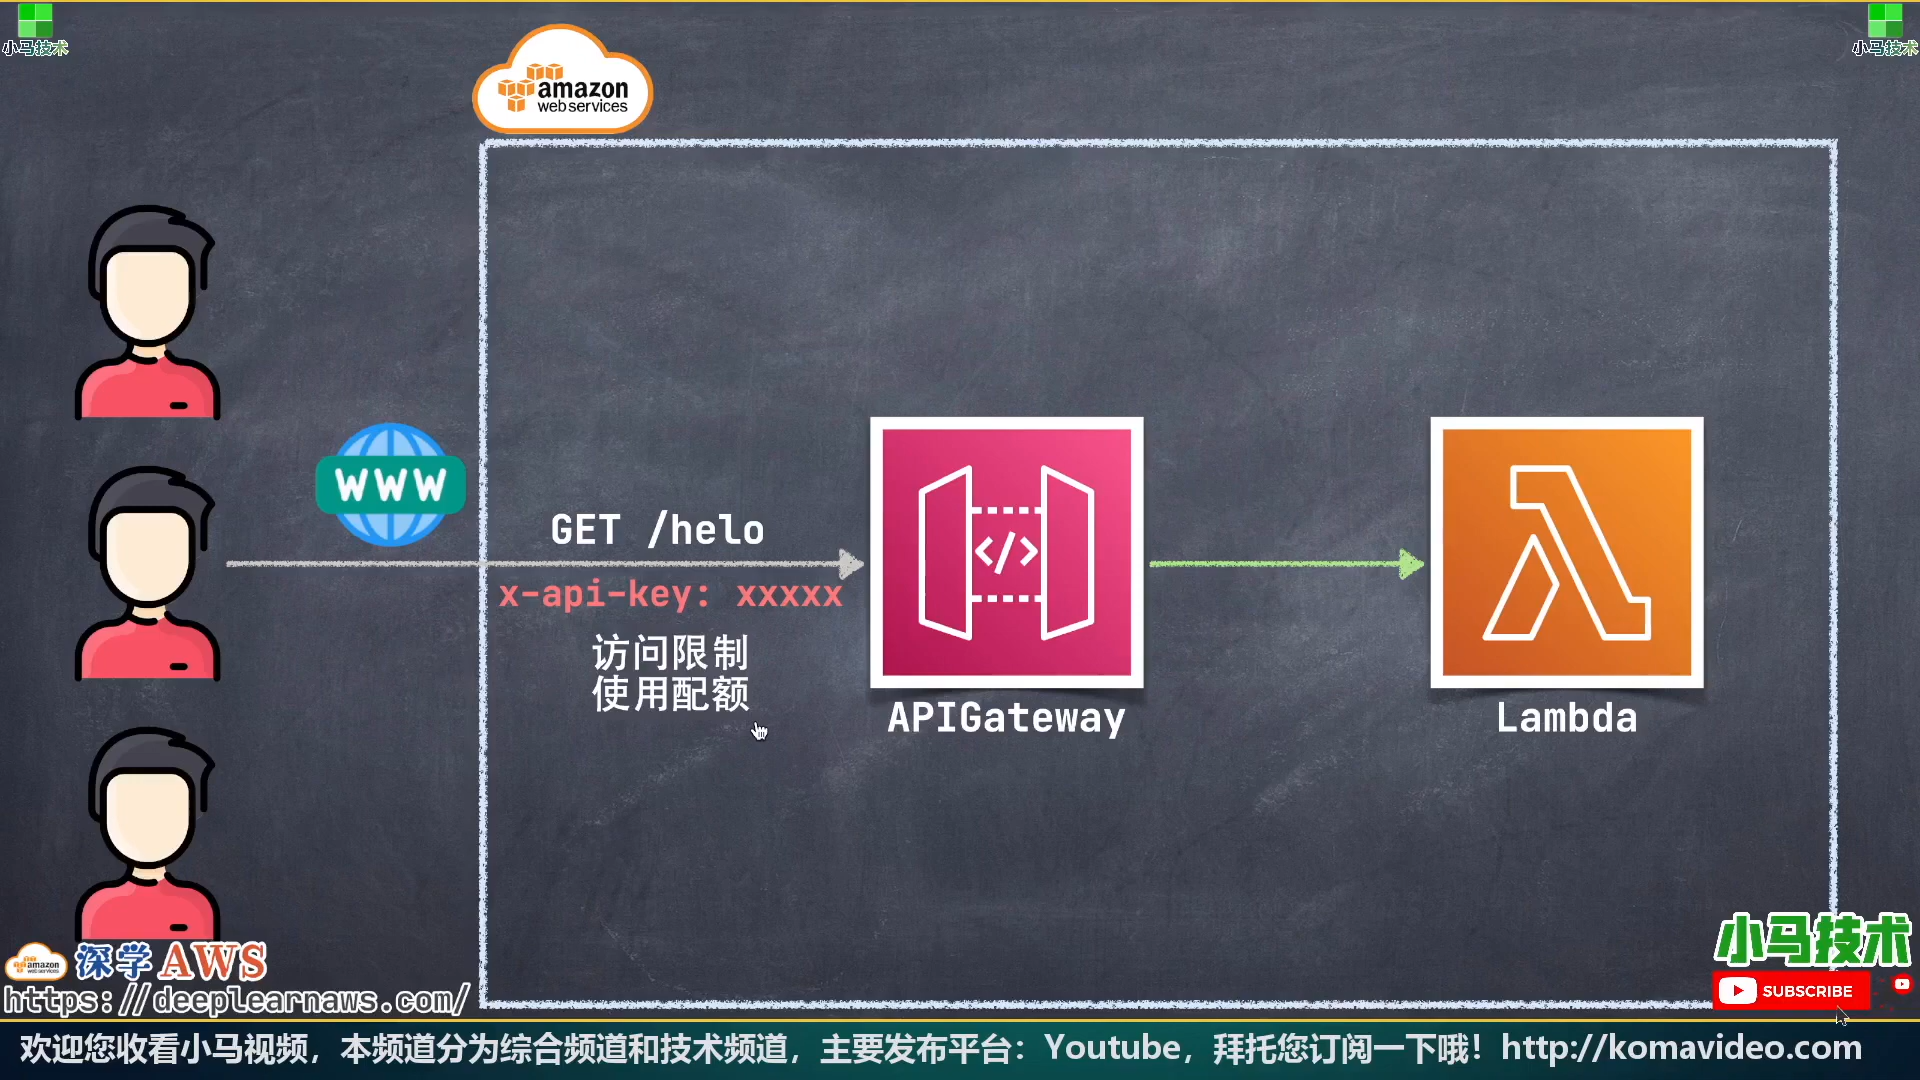 小马技术
小马技术
amazon
web services
WWW
GET /helo
x-api-key: xxxxx
访问限制
使用配额
APIGateway
Lambda
amazon
web services
深学AWS
https://deeplearnaws.com/
小马技术
SUBSCRIBE
欢迎您收看小马视频，本频道分为综合频道和技术频道，主要发布平台：Youtube，拜托您订阅一下哦！http://komavideo.com